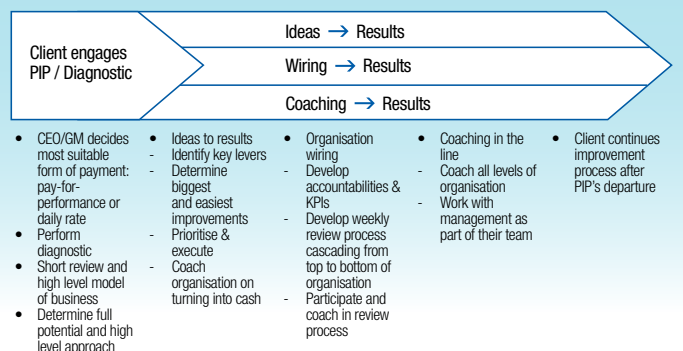 Client engages
PIP / Diagnostic
Ideas → Results
Wiring → Results
Coaching → Results
• CEO/GM decides
most suitable
form of payment:
pay-for-
performance or
daily rate
• Perform
diagnostic
• Short review and
high level model
of business
• Determine full
potential and high
level approach
• Ideas to results
- Identify key levers
- Determine
biggest
and easiest
improvements
- Prioritise &
execute
- Coach
organisation on
turning into cash
• Organisation
wiring
- Develop
accountabilities &
KPIs
- Develop weekly
review process
cascading from
top to bottom of
organisation
- Participate and
coach in review
process
• Coaching in the
line
- Coach all levels of
organisation
- Work with
management as
part of their team
• Client continues
improvement
process after
PIP's departure